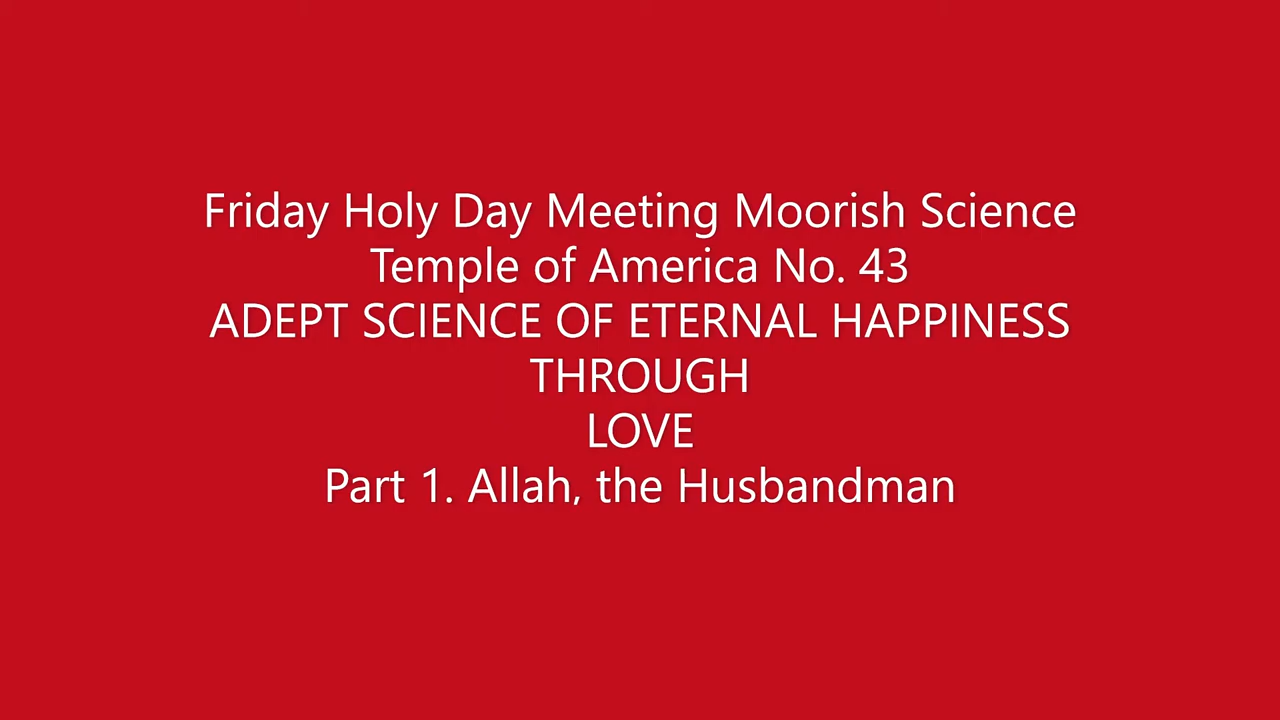 Friday Holy Day Meeting Moorish Science
Temple of America No. 43
ADEPT SCIENCE OF ETERNAL HAPPINESS
THROUGH
LOVE
Part 1. Allah, the Husbandman